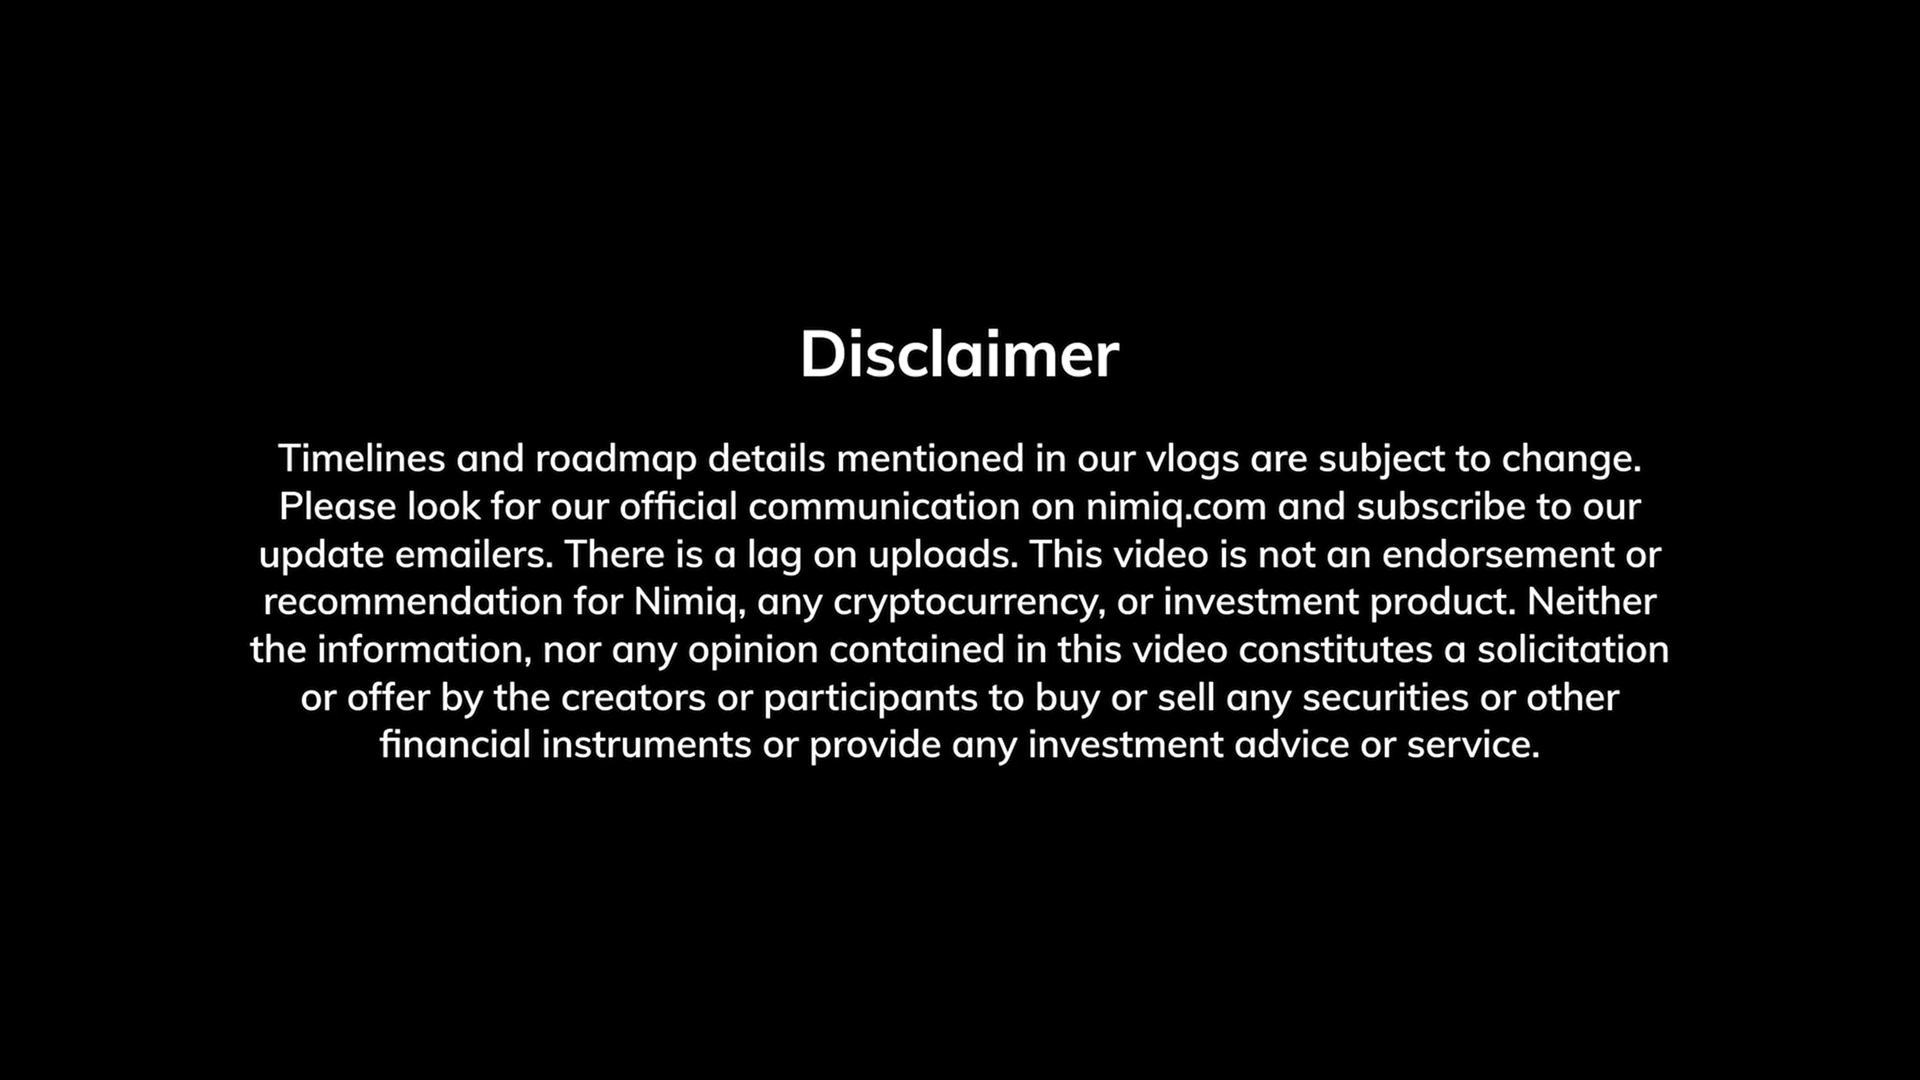 Disclaimer
Timelines and roadmap details mentioned in our vlogs are subject to change.
Please look for our official communication on nimiq.com and subscribe to our
update emailers. There is a lag on uploads. This video is not an endorsement or
recommendation for Nimiq, any cryptocurrency, or investment product. Neither
the information, nor any opinion contained in this video constitutes a solicitation
or offer by the creators or participants to buy or sell any securities or other
financial instruments or provide any investment advice or service.